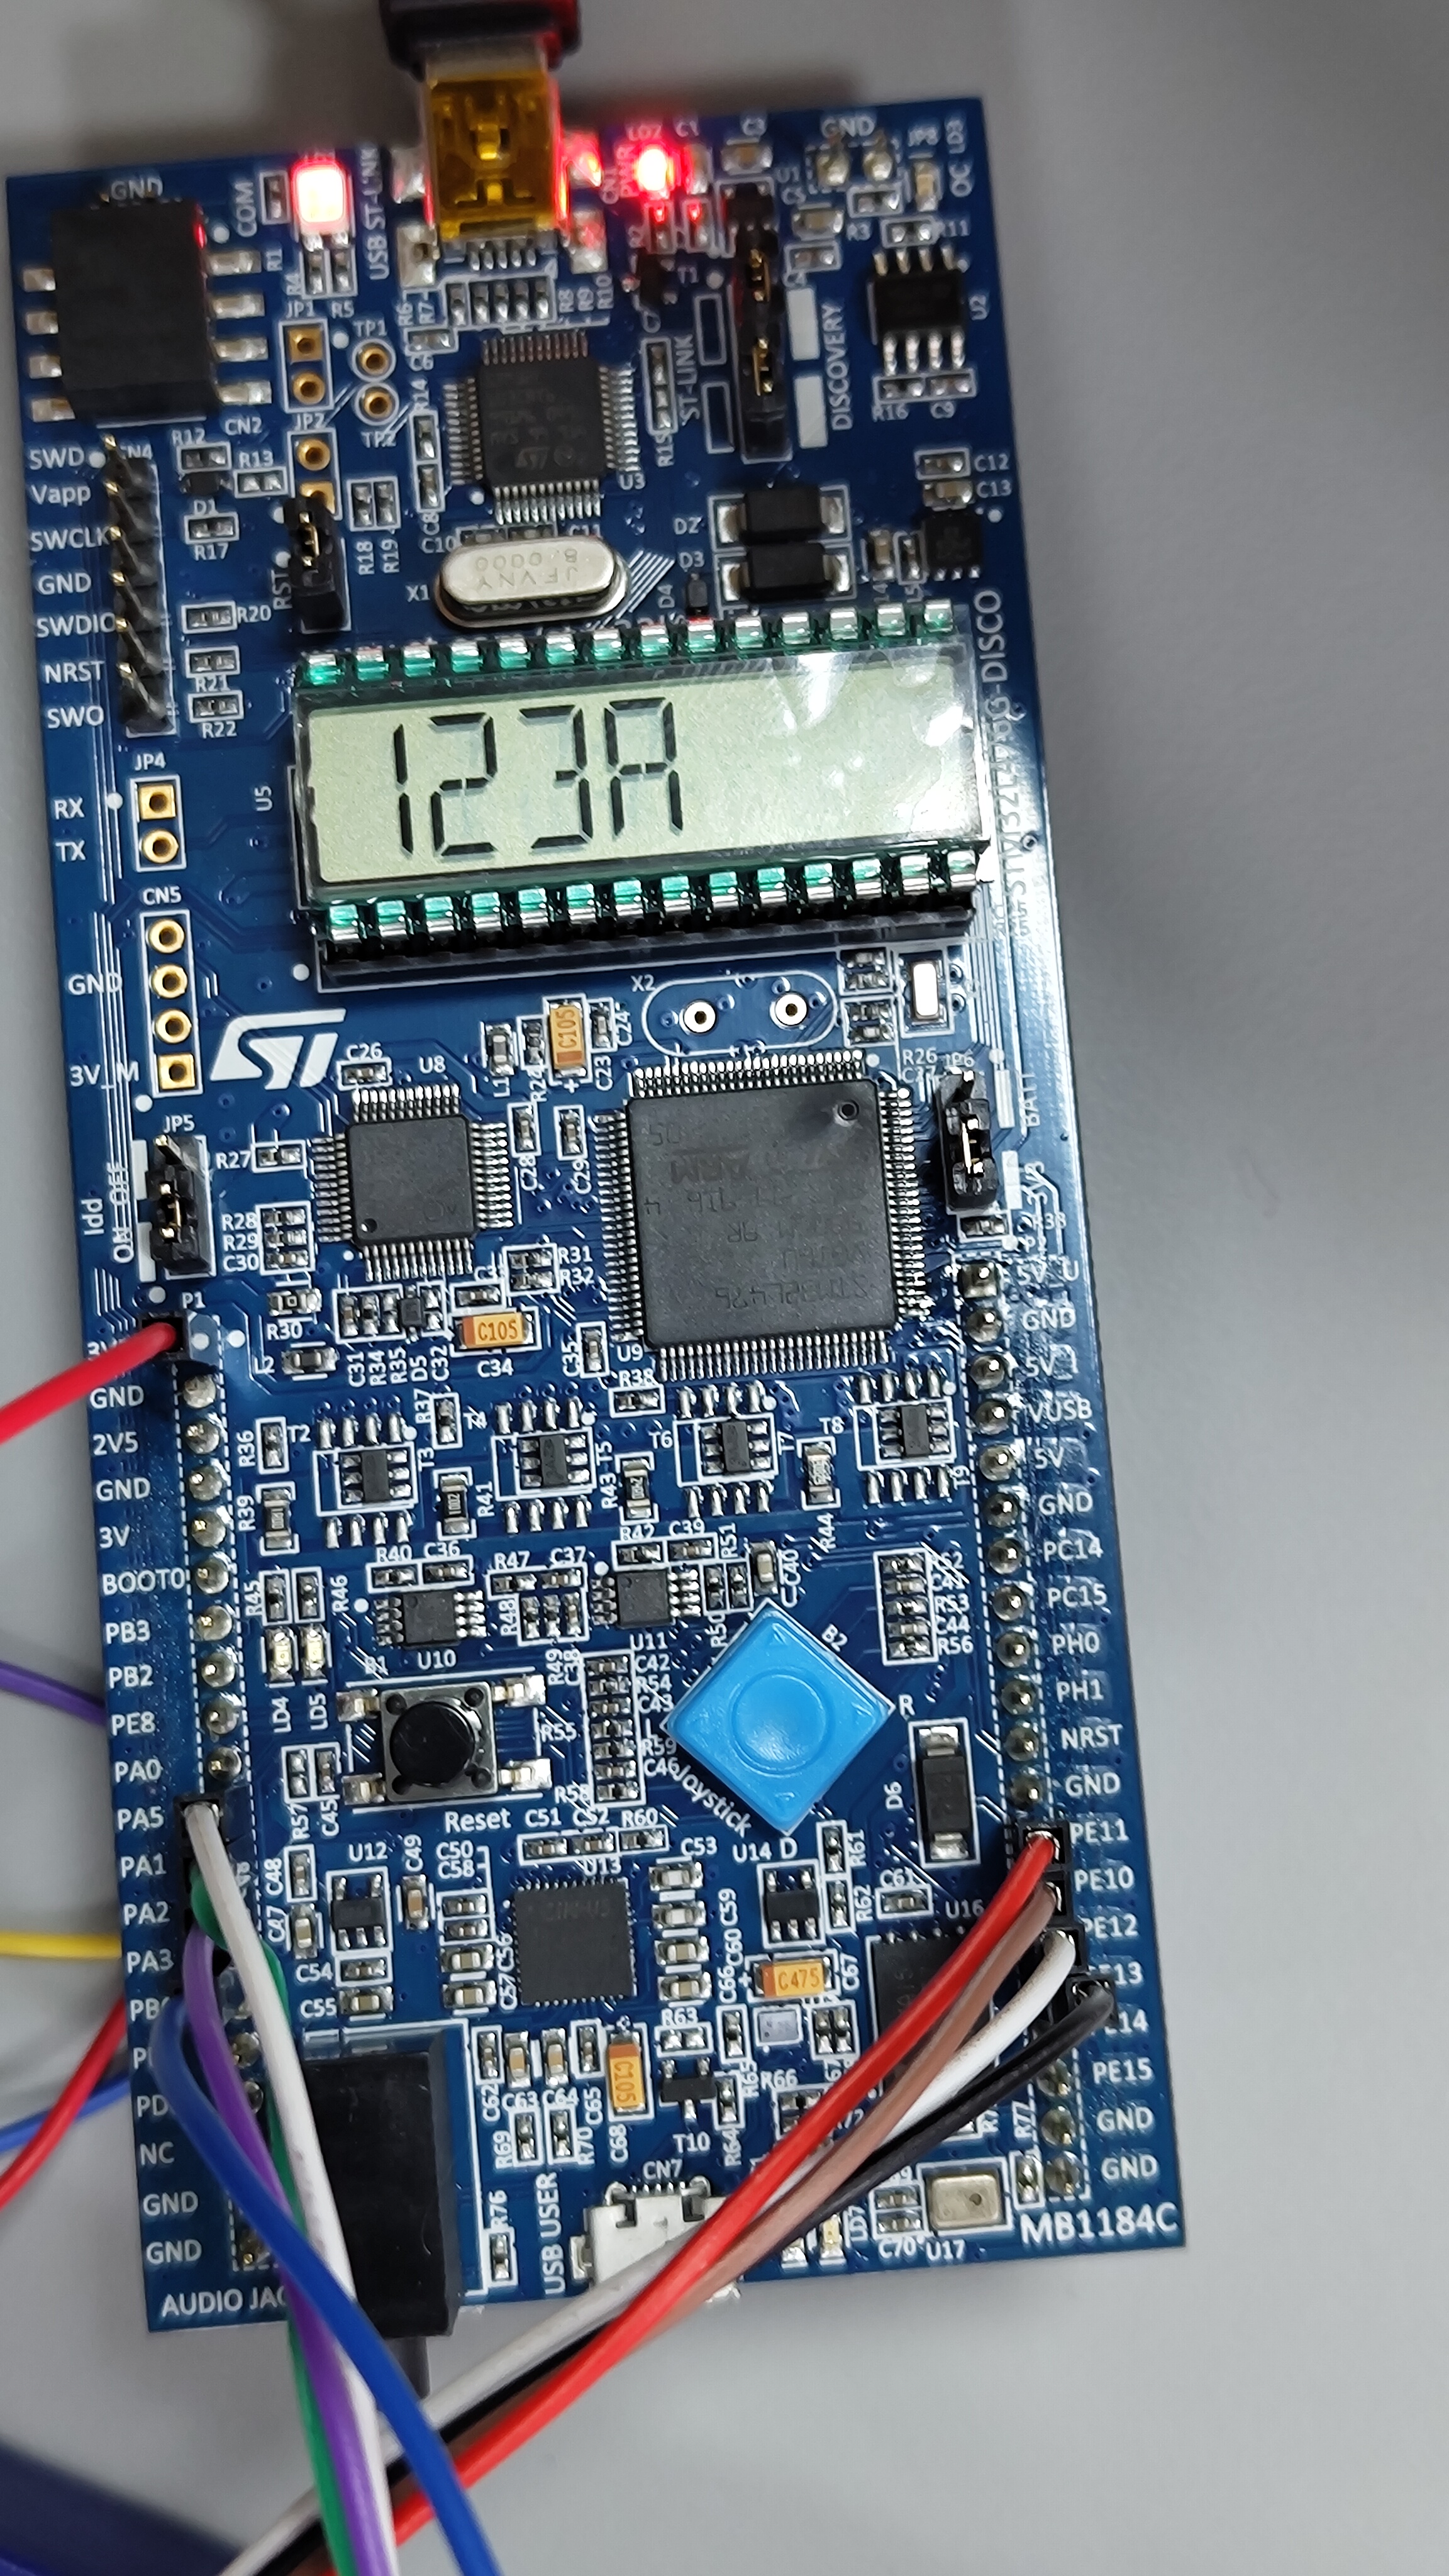 GND
COM
USB ST-LINK
LD2
PWR
CN1
C1
GND
JP8
LD3
OC
R1
R4
R5
JP1
TP1
R6
R7
R8
R9
R10
R2
U1
R3
R11
U2
ST-LINK
DISCOVERY
R14
R15
R16
C9
JP2
TP2
CN2
U3
SWD
CN4
R12
R13
C12
C13
Vapp
D1
R17
SWCLK
C8
R18
R19
C10
C11
D2
GND
RST
X1
JFVNY
8.0000
D3
D4
SWDIO
R20
NRST
R21
SWO
R22
123A
JP4
U5
RX
TX
CN5
GND
X2
3V_M
C26
U8
L1
R24
C105
C23
C24
R26
JP6
BATT
JP5
Idd
ON
OFF
R27
C28
C29
ARM
STM32L476
R28
R29
C30
R31
R32
R30
C31
R34
R35
D5
C32
C105
C34
C35
U9
R38
P1
GND
5V_U
GND
5V_I
2V5
R36
T2
T3
R37
T4
T5
T6
T7
T8
T9
VUSB
GND
R39
R41
R43
R44
5V
3V
GND
R40
C36
R47
C37
R42
C39
R51
C40
PC14
BOOT0
R45
R46
R48
R52
R53
C44
R56
PC15
PB3
LD4
LD5
B1
U10
R49
C38
U11
C42
R54
C43
R50
B2
PH0
PB2
PH1
PE8
R55
R59
C46
R58
Joystick
R
D
NRST
PA0
R57
C45
Reset
D6
GND
PA5
C51
C52
R60
U14
R61
PE11
PA1
C48
U12
C49
C50
C58
U13
C53
R62
C61
PE10
PA2
C47
C59
U16
PE12
PA3
C54
C55
C56
C57
C60
C66
C475
C67
R63
C62
C63
C64
C65
C105
C68
R65
R66
PE15
R69
R70
T10
R64
R72
R77
GND
NC
GND
CN7
GND
GND
R76
USB USER
LD7
C70
U17
MB1184C
AUDIO